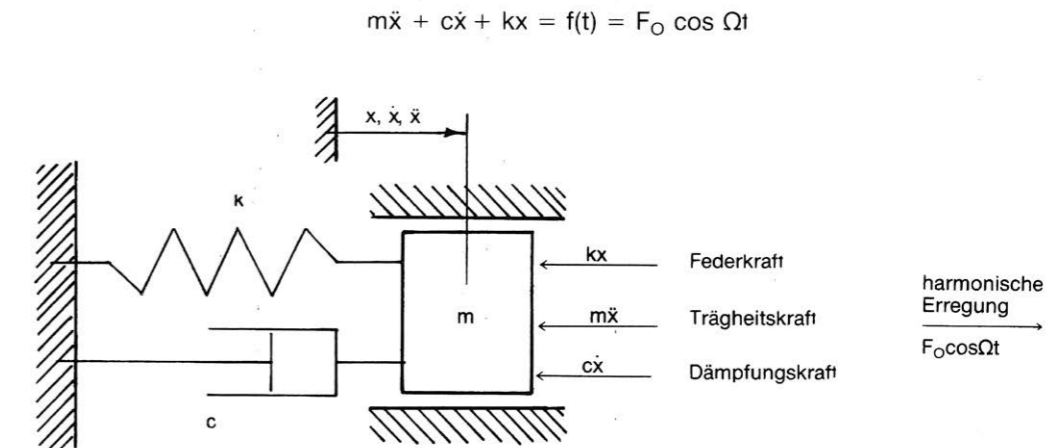 mẍ + cẋ + kx = f(t) = F₀ cos Ωt
x, ẋ, ẍ
k
kx Federkraft
harmonische
Erregung
m
mẍ Trägheitskraft
F₀cosΩt
cẋ Dämpfungskraft
c